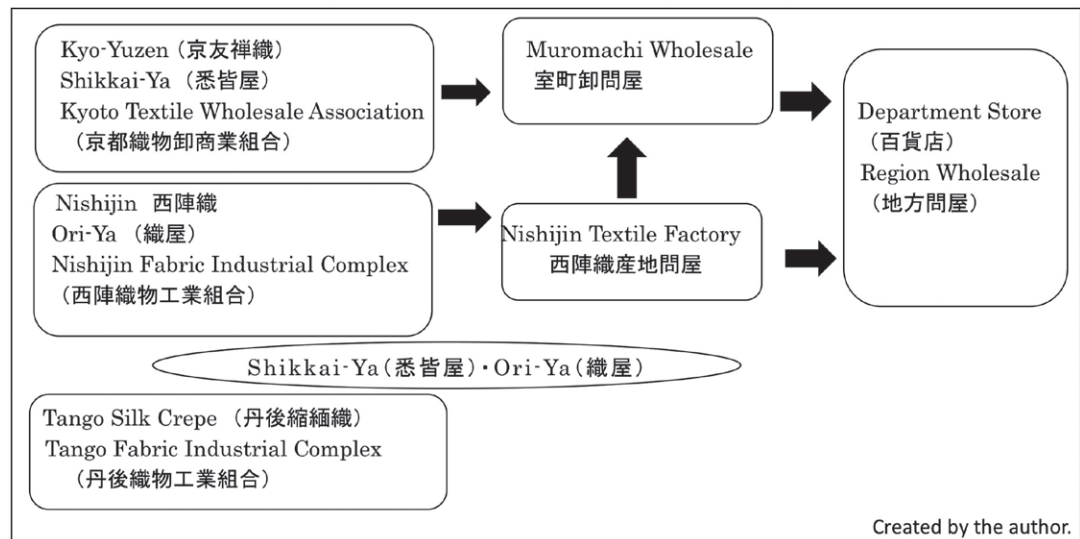 Kyo-Yuzen (京友禅織)
Shikkai-Ya (悉皆屋)
Kyoto Textile Wholesale Association
(京都織物卸商業組合)
Nishijin 西陣織
Ori-Ya (織屋)
Nishijin Fabric Industrial Complex
(西陣織物工業組合)
Shikkai-Ya(悉皆屋)・Ori-Ya(織屋)
Tango Silk Crepe (丹後縮緬織)
Tango Fabric Industrial Complex
(丹後織物工業組合)
Muromachi Wholesale
室町卸問屋
Nishijin Textile Factory
西陣織産地問屋
Department Store
(百貨店)
Region Wholesale
(地方問屋)
Created by the author.